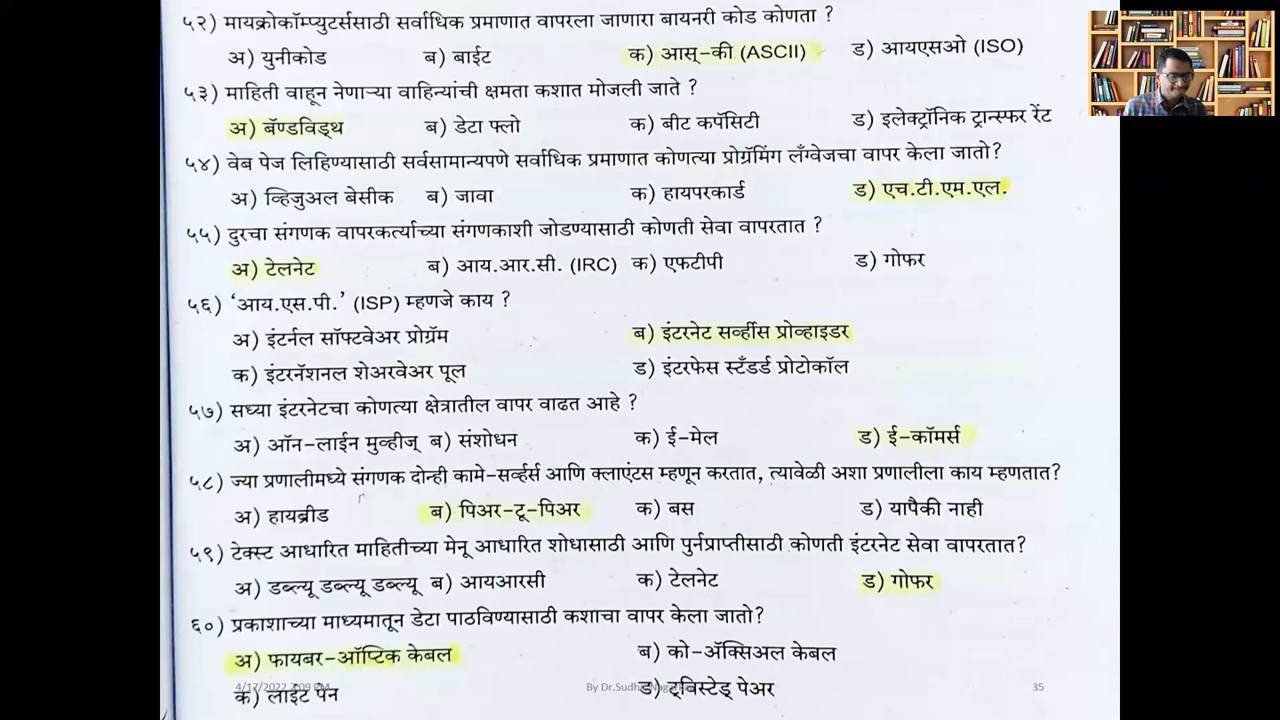 ५२) मायक्रोकॉम्प्युटर्ससाठी सर्वाधिक प्रमाणात वापरला जाणारा बायनरी कोड कोणता ?
अ) युनीकोड ब) बाईट क) आस्-की (ASCII) ड) आयएसओ (ISO)
५३) माहिती वाहून नेणाऱ्या वाहिन्यांची क्षमता कशात मोजली जाते ?
अ) बॅण्डविड्थ ब) डेटा फ्लो क) बीट कपॅसिटी ड) इलेक्ट्रॉनिक ट्रान्स्फर रेंट
५४) वेब पेज लिहिण्यासाठी सर्वसामान्यपणे सर्वाधिक प्रमाणात कोणत्या प्रोग्रॅमिंग लँग्वेजचा वापर केला जातो?
अ) व्हिजुअल बेसीक ब) जावा क) हायपरकार्ड ड) एच.टी.एम.एल.
५५) दुरचा संगणक वापरकर्त्याच्या संगणकाशी जोडण्यासाठी कोणती सेवा वापरतात ?
अ) टेलनेट ब) आय.आर.सी. (IRC) क) एफटीपी ड) गोफर
५६) ‘आय.एस.पी.’ (ISP) म्हणजे काय ?
अ) इंटर्नल सॉफ्टवेअर प्रोग्रॅम ब) इंटरनेट सर्व्हीस प्रोव्हाइडर
क) इंटरनॅशनल शेअरवेअर पूल ड) इंटरफेस स्टँडर्ड प्रोटोकॉल
५७) सध्या इंटरनेटचा कोणत्या क्षेत्रातील वापर वाढत आहे ?
अ) ऑन-लाईन मुव्हीज् ब) संशोधन क) ई-मेल ड) ई-कॉमर्स
५८) ज्या प्रणालीमध्ये संगणक दोन्ही कामे-सर्व्हर्स आणि क्लाएंटस म्हणून करतात, त्यावेळी अशा प्रणालीला काय म्हणतात?
अ) हायब्रीड ब) पिअर-टू-पिअर क) बस ड) यापैकी नाही
५९) टेक्स्ट आधारित माहितीच्या मेनू आधारित शोधासाठी आणि पुर्नप्राप्तीसाठी कोणती इंटरनेट सेवा वापरतात?
अ) डब्ल्यू डब्ल्यू डब्ल्यू ब) आयआरसी क) टेलनेट ड) गोफर
६०) प्रकाशाच्या माध्यमातून डेटा पाठविण्यासाठी कशाचा वापर केला जातो?
अ) फायबर-ऑप्टिक केबल ब) को-ॲक्सिअल केबल
क) लाईट पेन ड) ट्विस्टेड् पेअर
4/17/2022 By 35